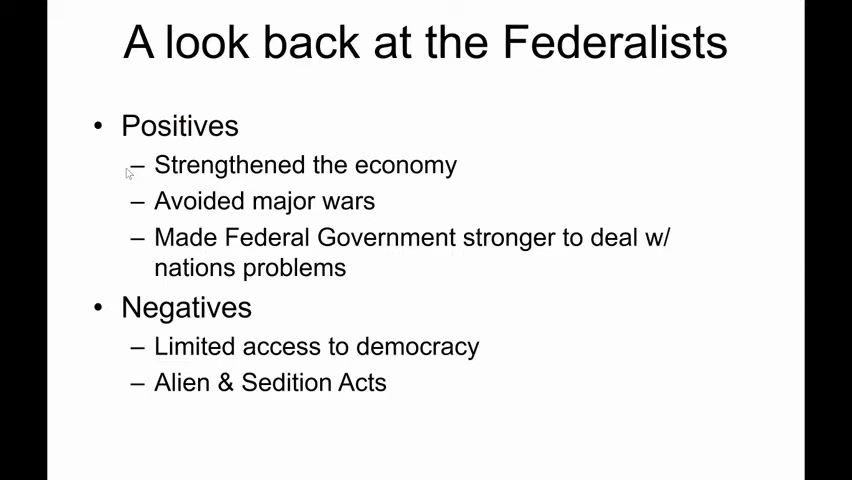 A look back at the Federalists
• Positives
– Strengthened the economy
– Avoided major wars
– Made Federal Government stronger to deal w/
nations problems
• Negatives
– Limited access to democracy
– Alien & Sedition Acts